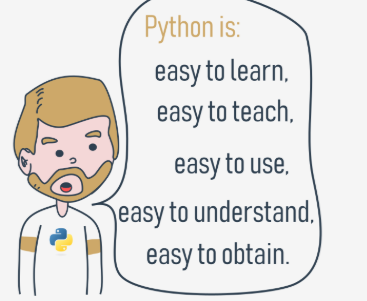 Python is:
easy to learn,
easy to teach,
easy to use,
easy to understand,
easy to obtain.